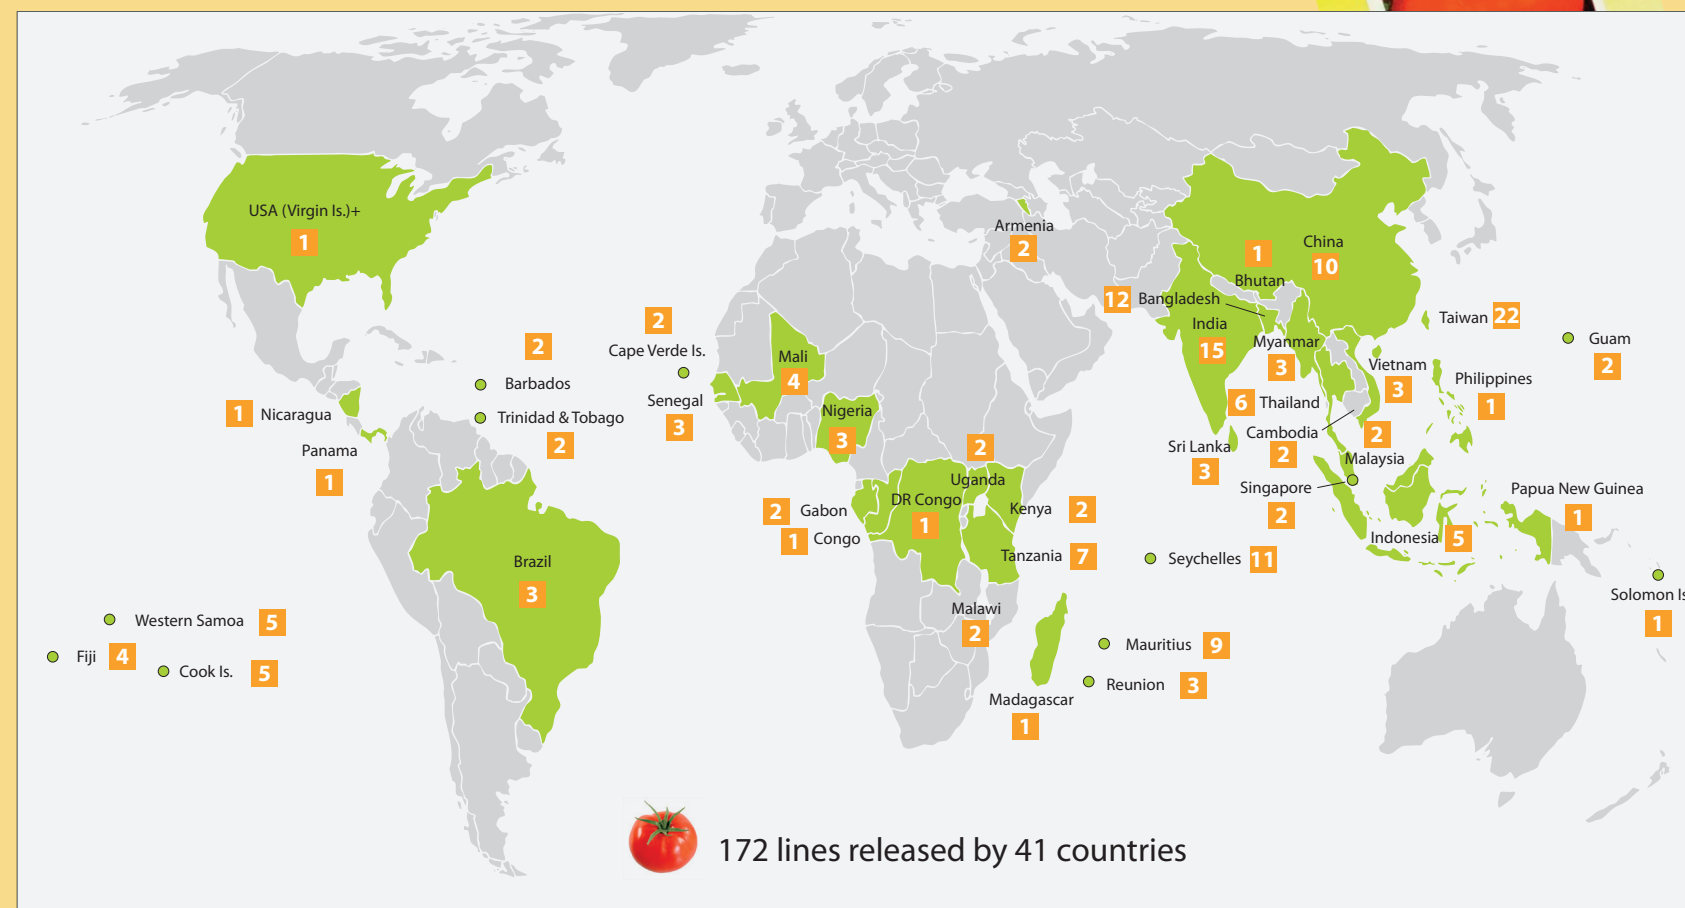 USA (Virgin Is.)+
1
Armenia
2
China
10
1
Bhutan
12 Bangladesh
India
15
Myanmar
3
Taiwan 22
Guam
2
Vietnam
3
Philippines
1
6 Thailand
Cambodia
2
Sri Lanka
3
2
Malaysia
Singapore
2
Papua New Guinea
1
Indonesia 5
Solomon Is
1
2
Cape Verde Is.
Mali
4
Senegal
3
Nigeria
3
2
Barbados
Trinidad & Tobago
2
1 Nicaragua
Panama
1
2
Uganda
DR Congo
1
2 Gabon
1 Congo
Kenya 2
Tanzania 7
Seychelles 11
Brazil
3
Malawi
2
Western Samoa 5
Fiji 4
Cook Is. 5
Mauritius 9
Reunion 3
Madagascar
1
172 lines released by 41 countries